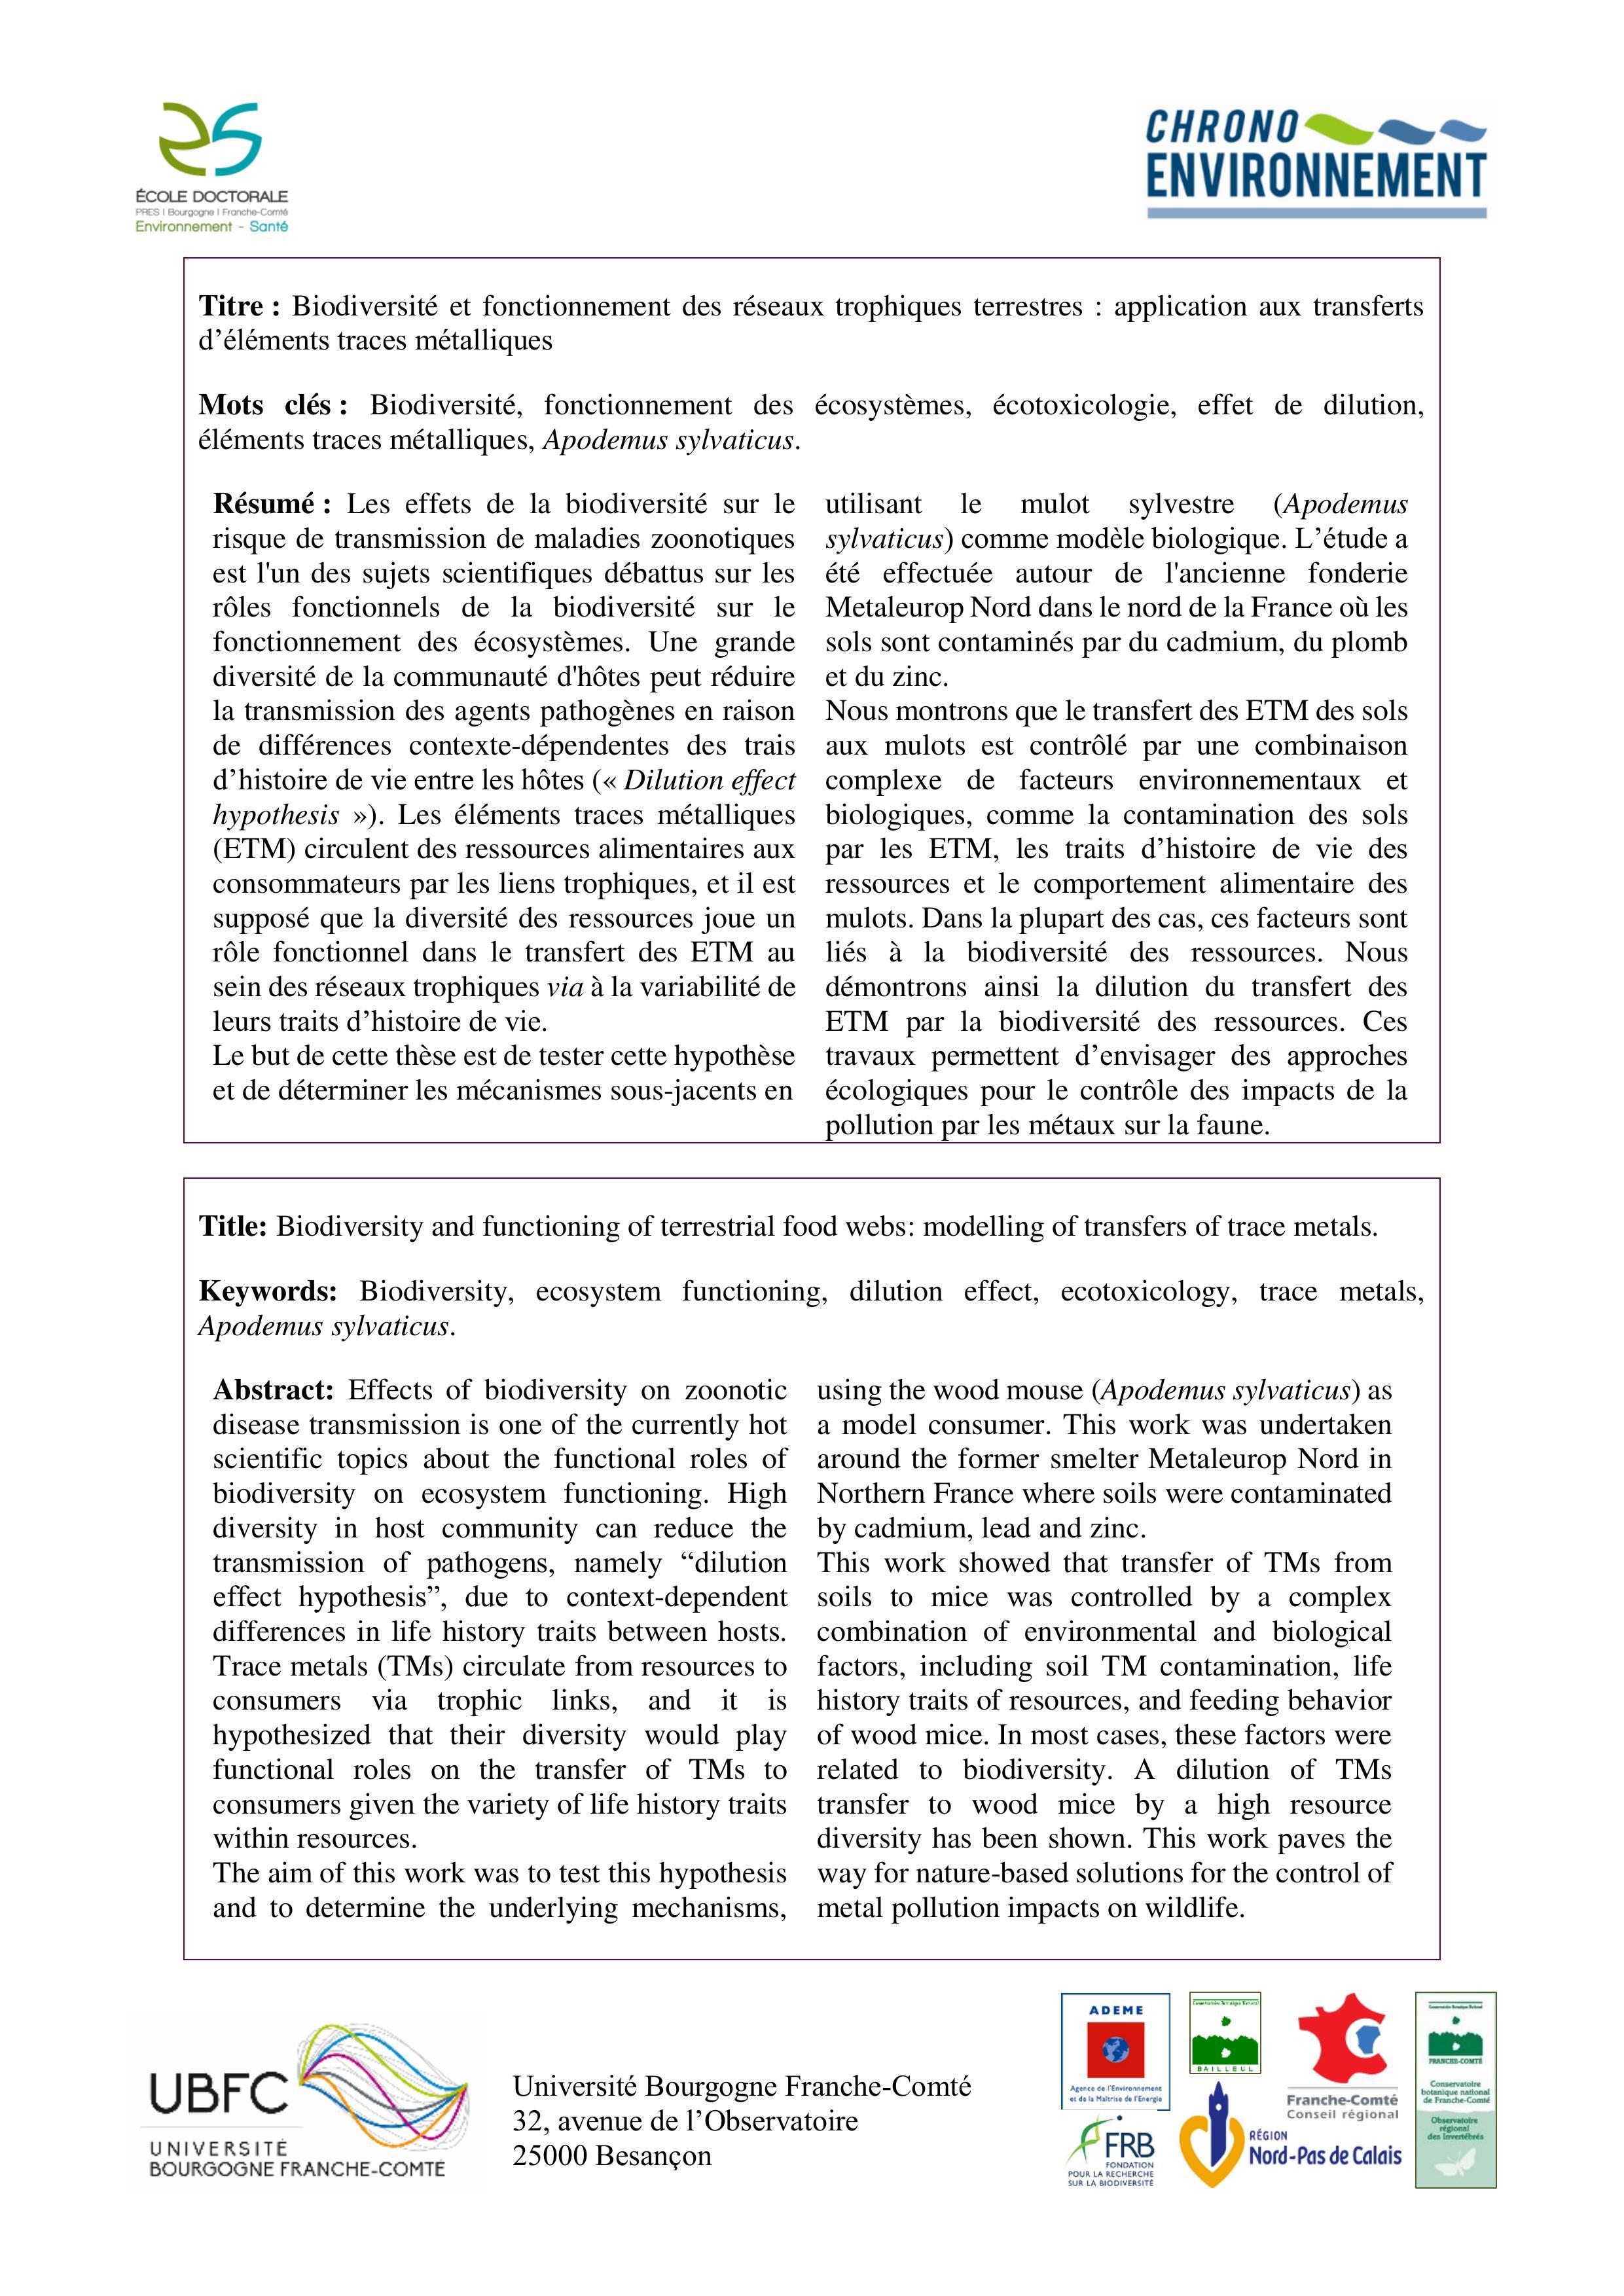 ÉCOLE DOCTORALE
PRES | Bourgogne | Franche-Comté
Environnement - Santé
CHRONO
ENVIRONNEMENT
Titre : Biodiversité et fonctionnement des réseaux trophiques terrestres : application aux transferts
d’éléments traces métalliques
Mots clés : Biodiversité, fonctionnement des écosystèmes, écotoxicologie, effet de dilution,
éléments traces métalliques, Apodemus sylvaticus.
Résumé : Les effets de la biodiversité sur le
risque de transmission de maladies zoonotiques
est l'un des sujets scientifiques débattus sur les
rôles fonctionnels de la biodiversité sur le
fonctionnement des écosystèmes. Une grande
diversité de la communauté d'hôtes peut réduire
la transmission des agents pathogènes en raison
de différences contexte-dépendentes des trais
d’histoire de vie entre les hôtes (« Dilution effect
hypothesis »). Les éléments traces métalliques
(ETM) circulent des ressources alimentaires aux
consommateurs par les liens trophiques, et il est
supposé que la diversité des ressources joue un
rôle fonctionnel dans le transfert des ETM au
sein des réseaux trophiques via à la variabilité de
leurs traits d’histoire de vie.
Le but de cette thèse est de tester cette hypothèse
et de déterminer les mécanismes sous-jacents en
utilisant le mulot sylvestre (Apodemus
sylvaticus) comme modèle biologique. L’étude a
été effectuée autour de l'ancienne fonderie
Metaleurop Nord dans le nord de la France où les
sols sont contaminés par du cadmium, du plomb
et du zinc.
Nous montrons que le transfert des ETM des sols
aux mulots est contrôlé par une combinaison
complexe de facteurs environnementaux et
biologiques, comme la contamination des sols
par les ETM, les traits d’histoire de vie des
ressources et le comportement alimentaire des
mulots. Dans la plupart des cas, ces facteurs sont
liés à la biodiversité des ressources. Nous
démontrons ainsi la dilution du transfert des
ETM par la biodiversité des ressources. Ces
travaux permettent d’envisager des approches
écologiques pour le contrôle des impacts de la
pollution par les métaux sur la faune.
Title: Biodiversity and functioning of terrestrial food webs: modelling of transfers of trace metals.
Keywords: Biodiversity, ecosystem functioning, dilution effect, ecotoxicology, trace metals,
Apodemus sylvaticus.
Abstract: Effects of biodiversity on zoonotic
disease transmission is one of the currently hot
scientific topics about the functional roles of
biodiversity on ecosystem functioning. High
diversity in host community can reduce the
transmission of pathogens, namely “dilution
effect hypothesis”, due to context-dependent
differences in life history traits between hosts.
Trace metals (TMs) circulate from resources to
consumers via trophic links, and it is
hypothesized that their diversity would play
functional roles on the transfer of TMs to
consumers given the variety of life history traits
within resources.
The aim of this work was to test this hypothesis
and to determine the underlying mechanisms,
using the wood mouse (Apodemus sylvaticus) as
a model consumer. This work was undertaken
around the former smelter Metaleurop Nord in
Northern France where soils were contaminated
by cadmium, lead and zinc.
This work showed that transfer of TMs from
soils to mice was controlled by a complex
combination of environmental and biological
factors, including soil TM contamination, life
history traits of resources, and feeding behavior
of wood mice. In most cases, these factors were
related to biodiversity. A dilution of TMs
transfer to wood mice by a high resource
diversity has been shown. This work paves the
way for nature-based solutions for the control of
metal pollution impacts on wildlife.
UBFC
UNIVERSITÉ
BOURGOGNE FRANCHE-COMTÉ
Université Bourgogne Franche-Comté
32, avenue de l’Observatoire
25000 Besançon
ADEME
Agence de l'Environnement
et de la Maîtrise de l'Energie
Conservatoire Botanique National
BAILLEUL
Franche-Comté
Conseil régional
FRB
FONDATION
POUR LA RECHERCHE
SUR LA BIODIVERSITÉ
RÉGION
Nord-Pas de Calais
Conservatoire Botanique National
FRANCHE-COMTÉ
Conservatoire
botanique national
de Franche-Comté
Observatoire
régional
des Invertébrés